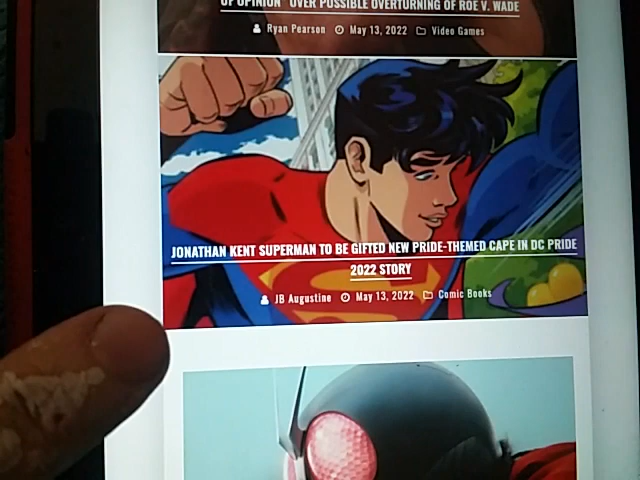 OF OPINION" OVER POSSIBLE OVERTURNING OF ROE V. WADE
Ryan Pearson May 13, 2022 Video Games
JONATHAN KENT SUPERMAN TO BE GIFTED NEW PRIDE-THEMED CAPE IN DC PRIDE
2022 STORY
JB Augustine May 13, 2022 Comic Books